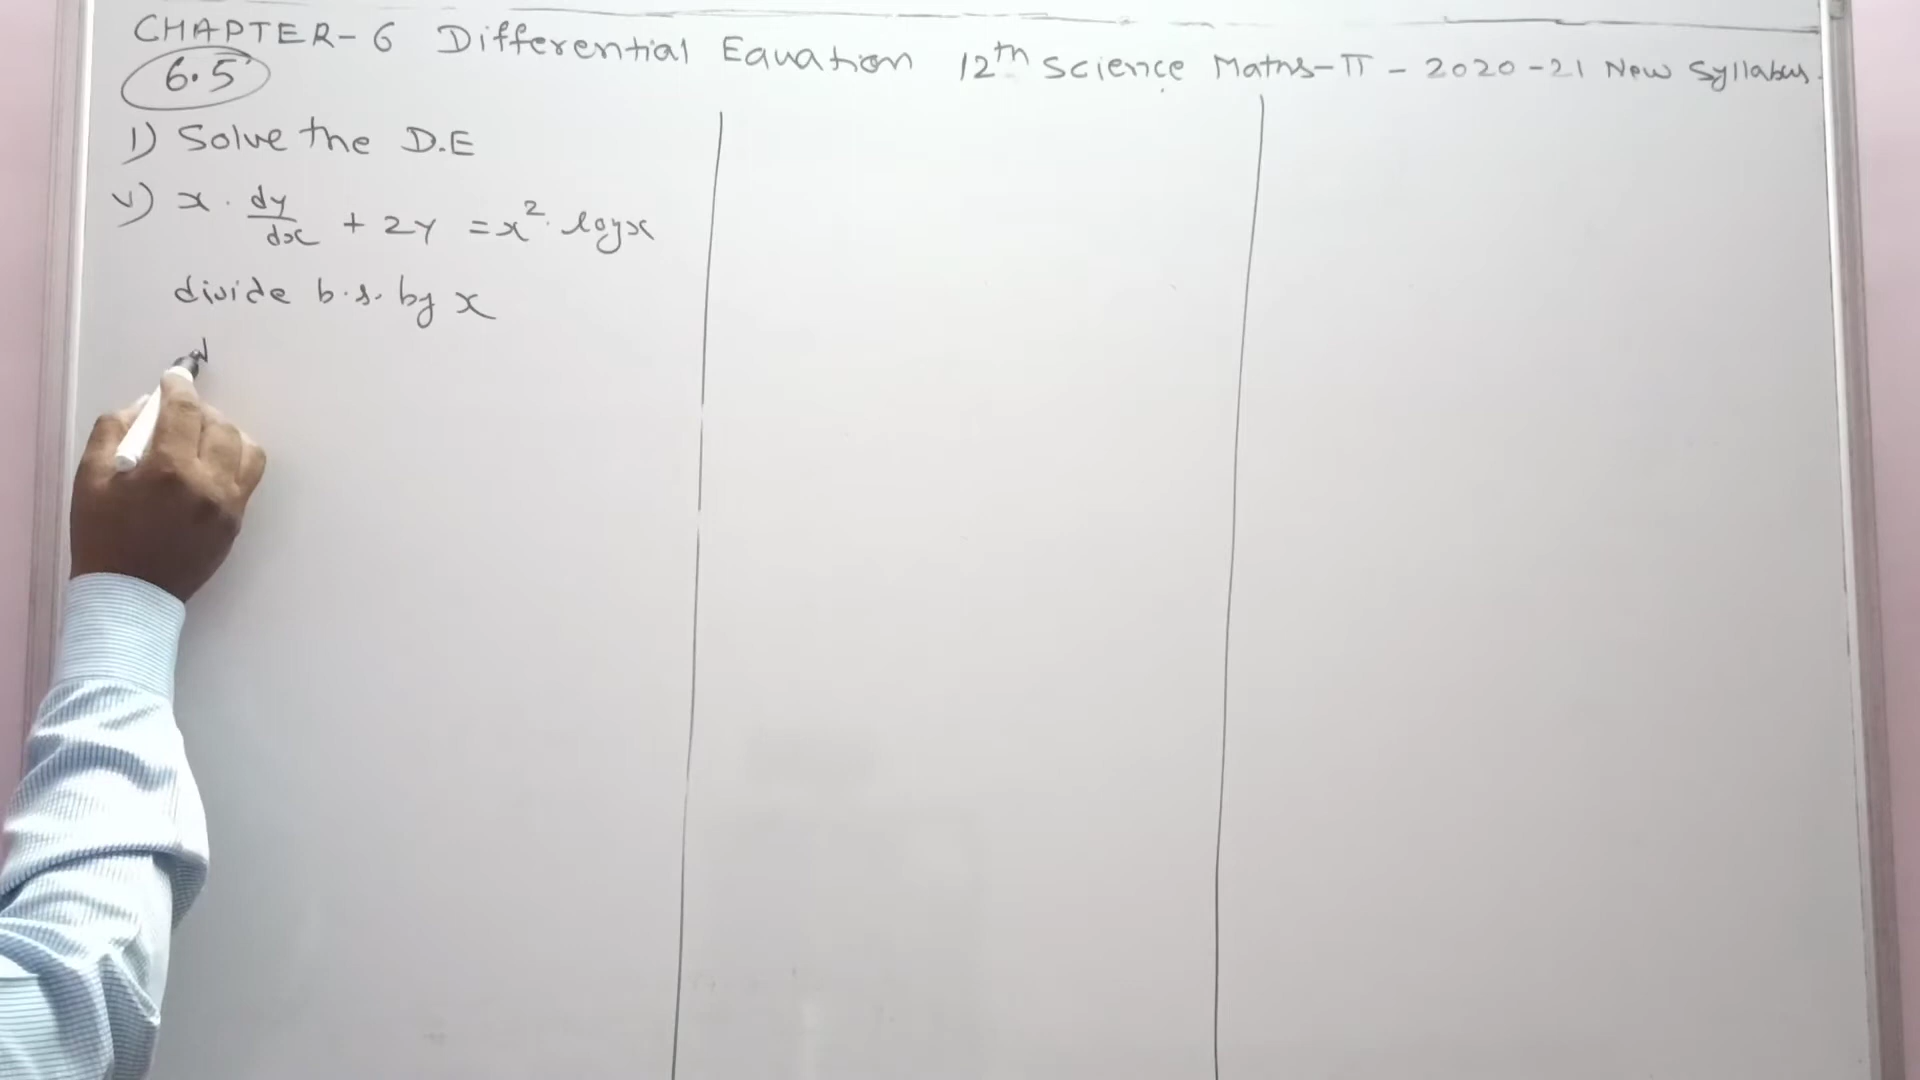 CHAPTER-6 Differential Equation 12th Science Maths-II - 2020-21 New Syllabus.
6.5
1) Solve the D.E
v) x · dy/dx + 2y = x² · logx
divide b.s. by x
d